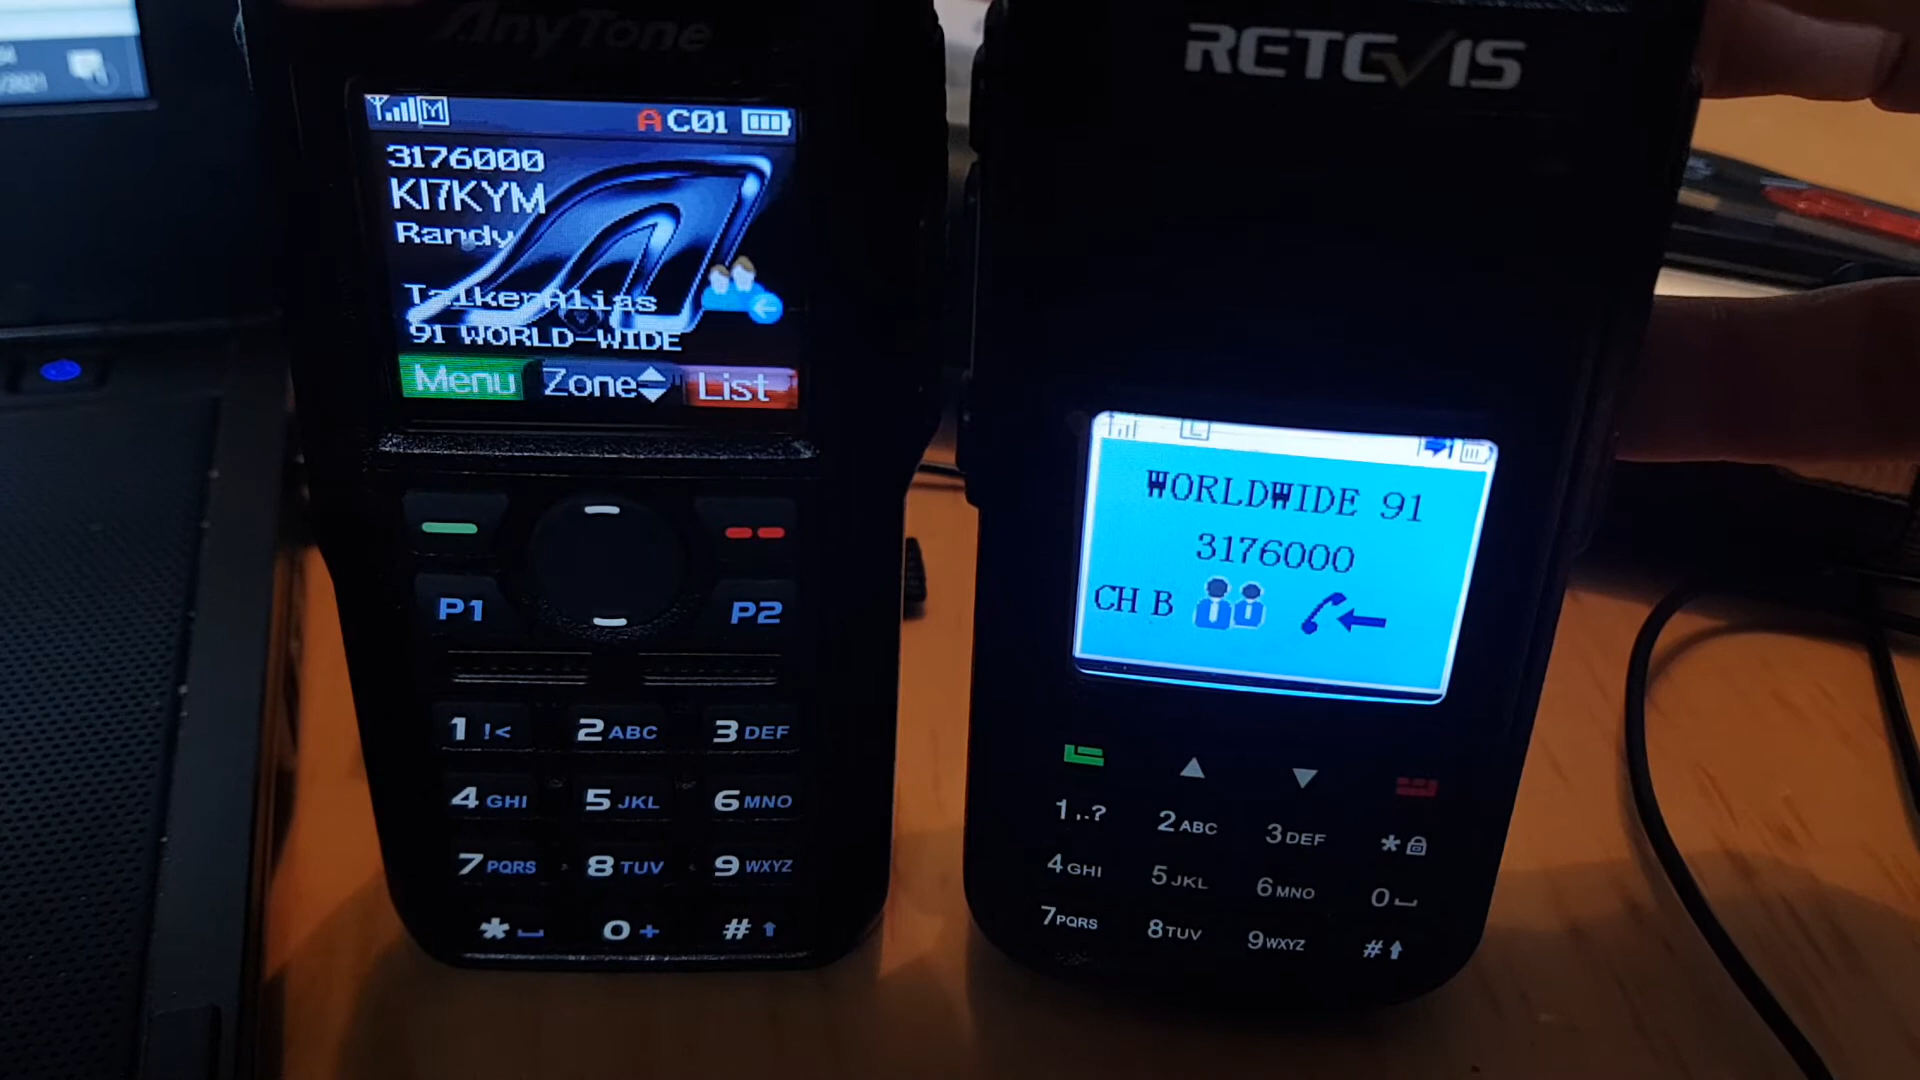 AnyTone
M A C01
3176000
KI7KYM
Randy
TalkerAlias
91 WORLD-WIDE
Menu Zone List
P1 P2
1 !< 2 ABC 3 DEF
4 GHI 5 JKL 6 MNO
7 PQRS 8 TUV 9 WXYZ
* 0 + #
RETEVIS
L
WORLDWIDE 91
3176000
CH B
1,.? 2 ABC 3 DEF *
4 GHI 5 JKL 6 MNO 0
7 PQRS 8 TUV 9 WXYZ #